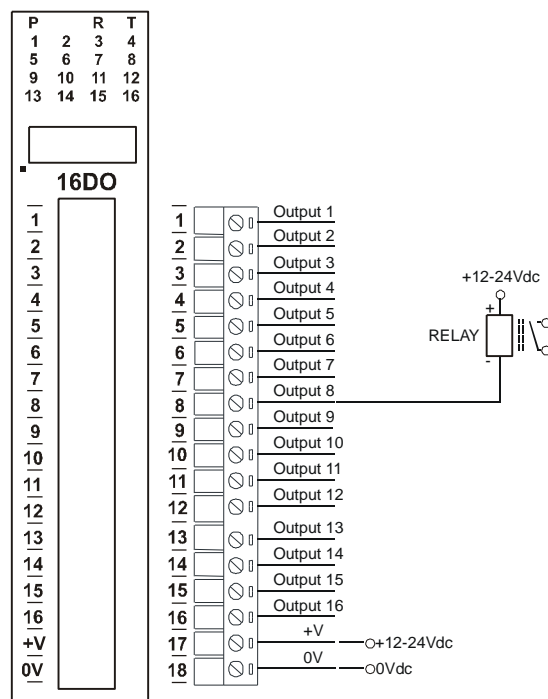 P R T
1 2 3 4
5 6 7 8
9 10 11 12
13 14 15 16
16DO
1
2
3
4
5
6
7
8
9
10
11
12
13
14
15
16
+V
0V
1 Output 1
2 Output 2
3 Output 3
4 Output 4
5 Output 5
6 Output 6
7 Output 7
8 Output 8
9 Output 9
10 Output 10
11 Output 11
12 Output 12
13 Output 13
14 Output 14
15 Output 15
16 Output 16
17 +V +12-24Vdc
18 0V 0Vdc
+12-24Vdc
+
RELAY
-